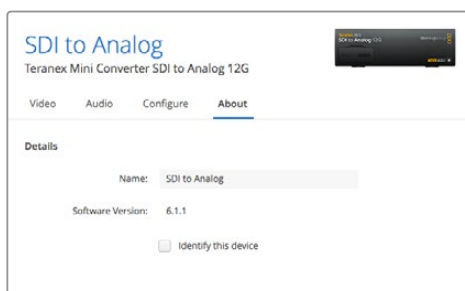 SDI to Analog
Teranex Mini Converter SDI to Analog 12G
Video Audio Configure About
Details
Name: SDI to Analog
Software Version: 6.1.1
Identify this device